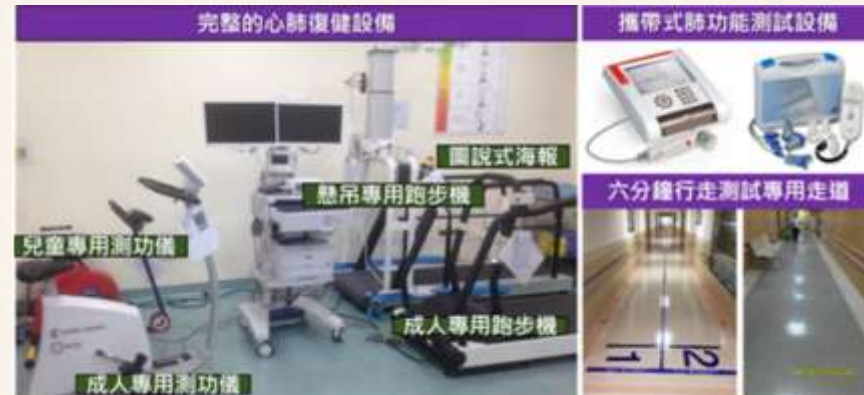 完整的心肺復健設備
攜帶式肺功能測試設備
圖說式海報
懸吊專用跑步機
六分鐘行走測試專用走道
兒童專用測功儀
成人專用跑步機
成人專用測功儀
1 2